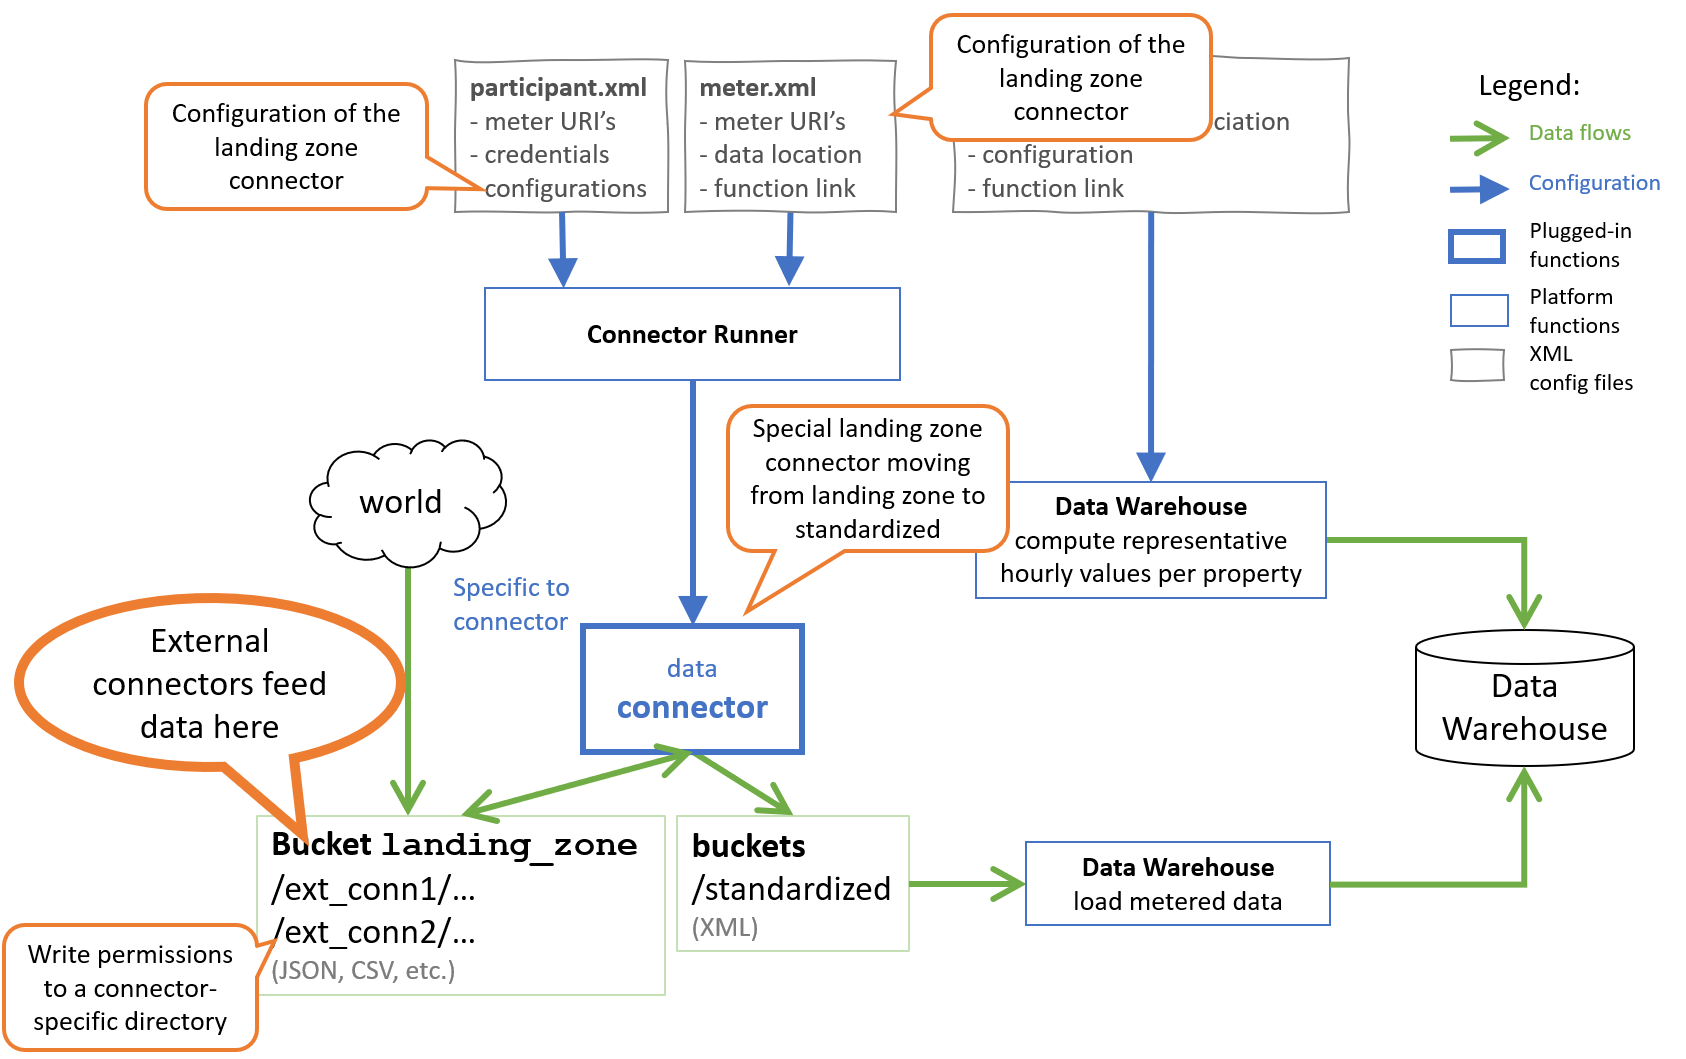 Configuration of the
landing zone
connector
participant.xml
- meter URI's
- credentials
configurations
meter.xml
- meter URI's
- data location
- function link
Configuration of the
landing zone
connector
ciation
- configuration
- function link
Legend:
Data flows
Configuration
Plugged-in
functions
Platform
functions
XML
config files
Connector Runner
world
Special landing zone
connector moving
from landing zone to
standardized
Data Warehouse
compute representative
hourly values per property
Specific to
connector
External
connectors feed
data here
data
connector
Data
Warehouse
Bucket landing_zone
/ext_conn1/...
/ext_conn2/...
(JSON, CSV, etc.)
buckets
/standardized
(XML)
Data Warehouse
load metered data
Write permissions
to a connector-
specific directory